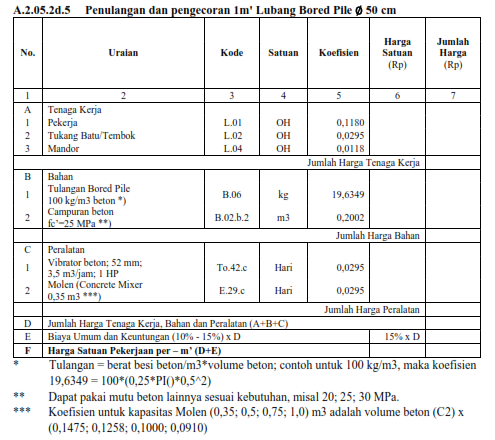 A.2.05.2d.5 Penulangan dan pengecoran 1m' Lubang Bored Pile Ø 50 cm
No. Uraian Kode Satuan Koefisien Harga Satuan (Rp) Jumlah Harga (Rp)
1 2 3 4 5 6 7
A Tenaga Kerja
1 Pekerja L.01 OH 0,1180
2 Tukang Batu/Tembok L.02 OH 0,0295
3 Mandor L.04 OH 0,0118
Jumlah Harga Tenaga Kerja
B Bahan
1 Tulangan Bored Pile 100 kg/m3 beton *) B.06 kg 19,6349
2 Campuran beton fc'=25 MPa **) B.02.b.2 m3 0,2002
Jumlah Harga Bahan
C Peralatan
1 Vibrator beton; 52 mm; 3,5 m3/jam; 1 HP To.42.c Hari 0,0295
2 Molen (Concrete Mixer 0,35 m3 ***) E.29.c Hari 0,0295
Jumlah Harga Peralatan
D Jumlah Harga Tenaga Kerja, Bahan dan Peralatan (A+B+C)
E Biaya Umum dan Keuntungan (10% - 15%) x D 15% x D
F Harga Satuan Pekerjaan per – m' (D+E)
* Tulangan = berat besi beton/m3*volume beton; contoh untuk 100 kg/m3, maka koefisien
19,6349 = 100*(0,25*PI()*0,5^2)
** Dapat pakai mutu beton lainnya sesuai kebutuhan, misal 20; 25; 30 MPa.
*** Koefisien untuk kapasitas Molen (0,35; 0,5; 0,75; 1,0) m3 adalah volume beton (C2) x
(0,1475; 0,1258; 0,1000; 0,0910)